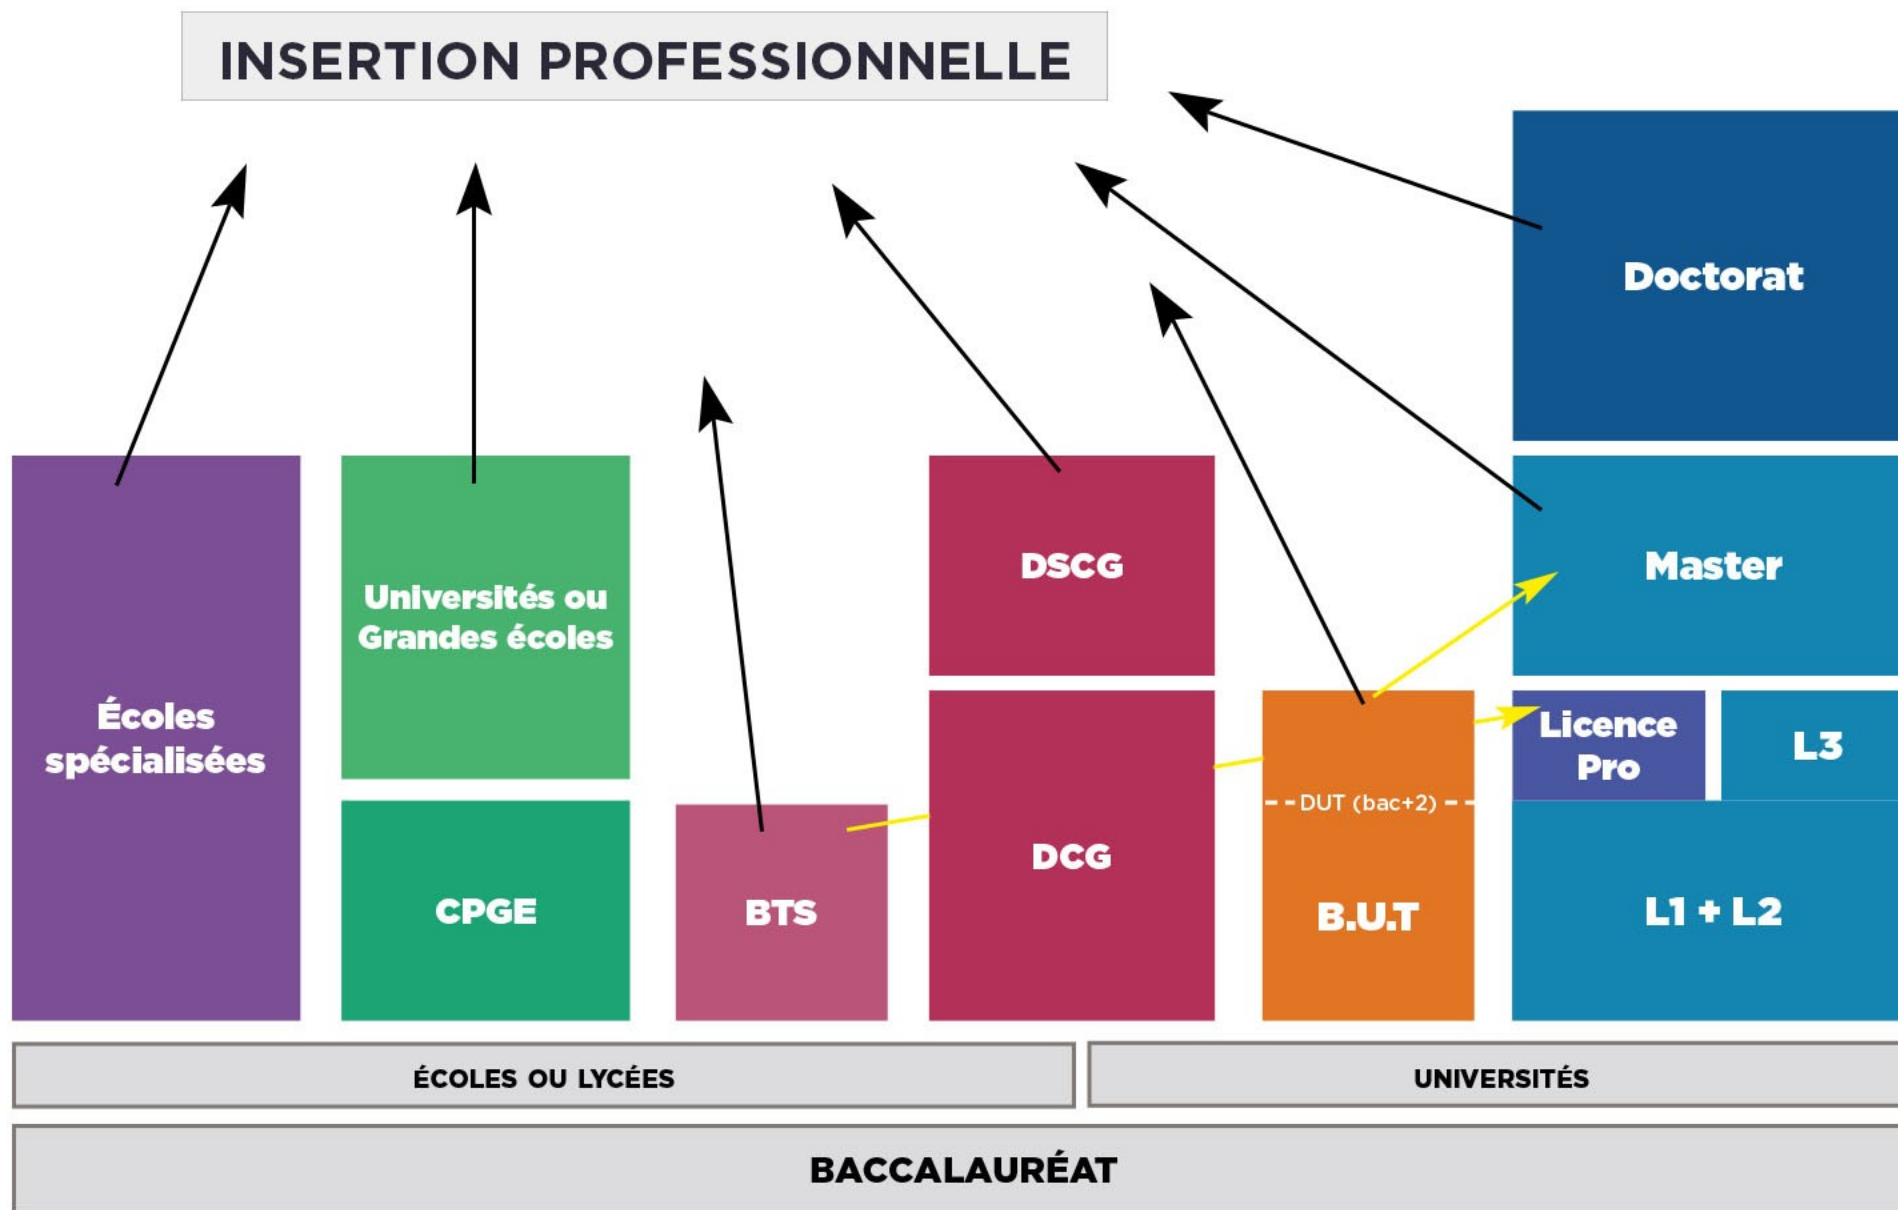 INSERTION PROFESSIONNELLE
Doctorat
Universités ou
Grandes écoles
DSCG
Master
Écoles
spécialisées
Licence
Pro
L3
DUT (bac+2)
DCG
CPGE
BTS
B.U.T
L1 + L2
ÉCOLES OU LYCÉES
UNIVERSITÉS
BACCALAURÉAT